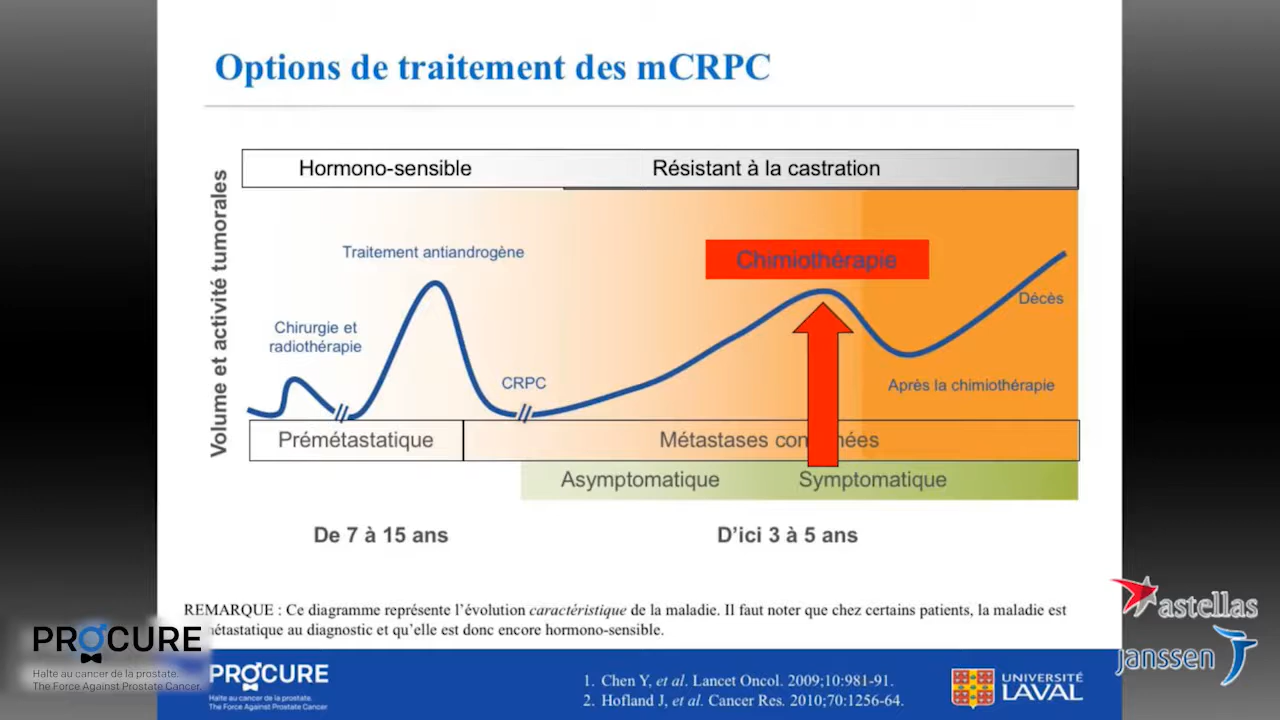 Options de traitement des mCRPC
Hormono-sensible
Résistant à la castration
Volume et activité tumorales
Traitement antiandrogène
Chimiothérapie
Chirurgie et
radiothérapie
Décès
CRPC
Après la chimiothérapie
Prémétastatique
Métastases
Asymptomatique
Symptomatique
De 7 à 15 ans
D'ici 3 à 5 ans
REMARQUE : Ce diagramme représente l'évolution caractéristique de la maladie. Il faut noter que chez certains patients, la maladie est
au diagnostic et qu'elle est donc encore hormono-sensible.
PROCURE
Halte au cancer de la prostate.
The Force Against Prostate Cancer.
PROCURE
Halte au cancer de la prostate.
The Force Against Prostate Cancer.
1. Chen Y, et al. Lancet Oncol. 2009;10:981-91.
2. Hofland J, et al. Cancer Res. 2010;70:1256-64.
UNIVERSITÉ
LAVAL
astellas
janssen